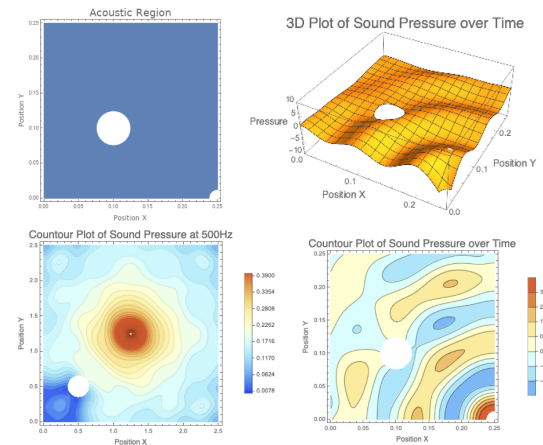 Acoustic Region
0.25
0.20
0.15
0.10
0.05
0.00
Position Y
0.00 0.05 0.10 0.15 0.20 0.25
Position X
3D Plot of Sound Pressure over Time
10
5
0
-5
-10
Pressure
0.0
0.1
0.2
Position X
0.0
0.1
0.2
Position Y
Countour Plot of Sound Pressure at 500Hz
2.5
2.0
1.5
1.0
0.5
0.0
Position Y
0.0 0.5 1.0 1.5 2.0 2.5
Position X
0.3900
0.3354
0.2808
0.2262
0.1716
0.1170
0.0624
0.0078
Countour Plot of Sound Pressure over Time
0.25
0.20
0.15
0.10
0.05
0.00
Position Y
0.00 0.05 0.10 0.15 0.20 0.25
Position X
3
2
1
0